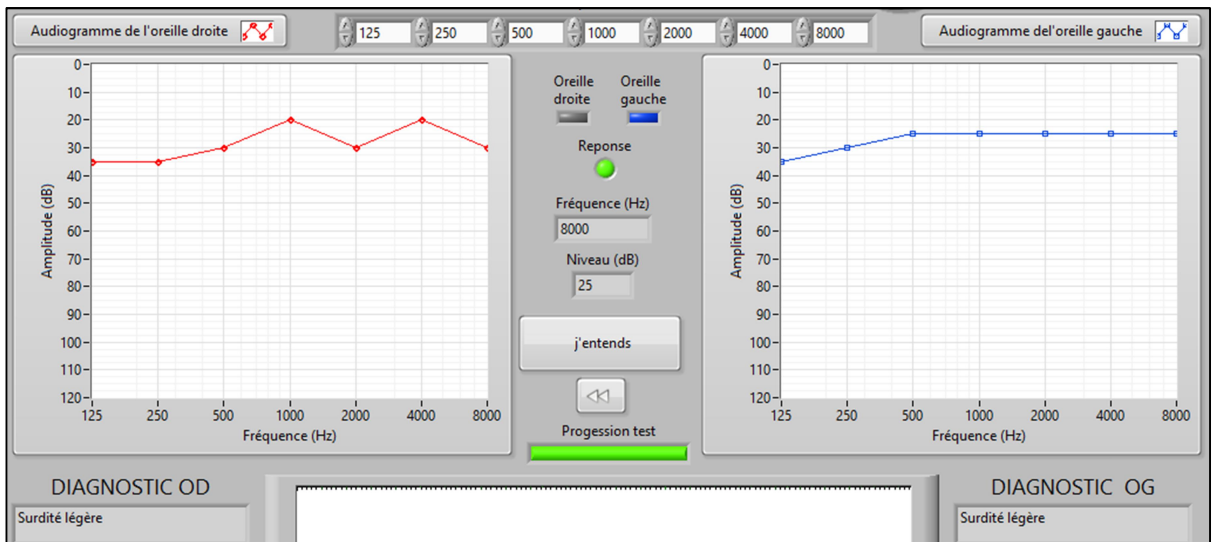 Audiogramme de l'oreille droite
125 250 500 1000 2000 4000 8000
Audiogramme del'oreille gauche
Amplitude (dB)
0
10
20
30
40
50
60
70
80
90
100
110
120
125 250 500 1000 2000 4000 8000
Fréquence (Hz)
Oreille droite
Oreille gauche
Reponse
Fréquence (Hz)
8000
Niveau (dB)
25
j'entends
Progession test
Amplitude (dB)
0
10
20
30
40
50
60
70
80
90
100
110
120
125 250 500 1000 2000 4000 8000
Fréquence (Hz)
DIAGNOSTIC OD
Surdité légère
DIAGNOSTIC OG
Surdité légère